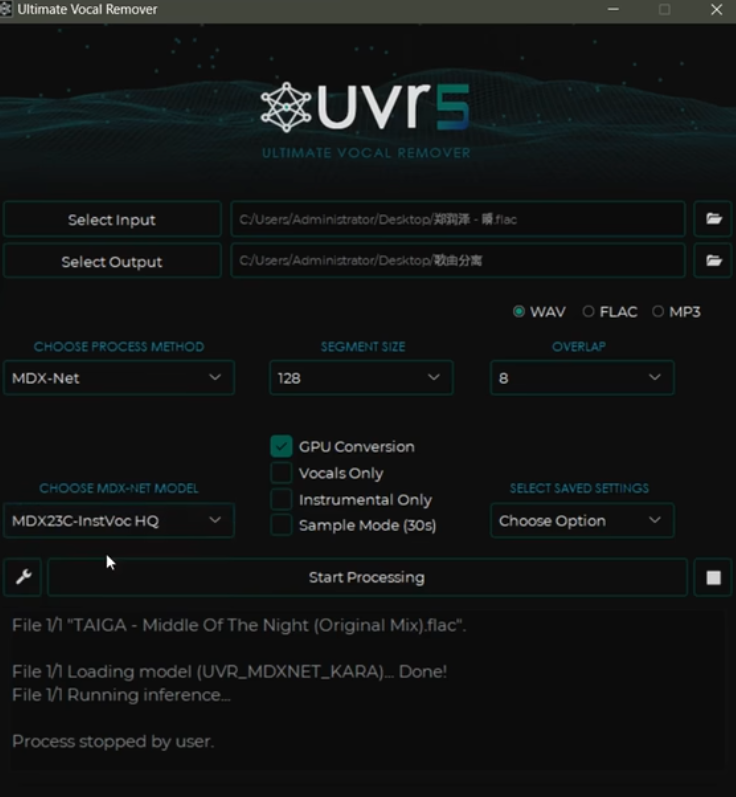 Ultimate Vocal Remover
uvr5
ULTIMATE VOCAL REMOVER
Select Input C:/Users/Administrator/Desktop/郑润泽 - 瞬.flac
Select Output C:/Users/Administrator/Desktop/歌曲分离
WAV FLAC MP3
CHOOSE PROCESS METHOD SEGMENT SIZE OVERLAP
MDX-Net 128 8
GPU Conversion
Vocals Only
CHOOSE MDX-NET MODEL SELECT SAVED SETTINGS
Instrumental Only
MDX23C-InstVoc HQ Choose Option
Sample Mode (30s)
Start Processing
File 1/1 "TAIGA - Middle Of The Night (Original Mix).flac".
File 1/1 Loading model (UVR_MDXNET_KARA)... Done!
File 1/1 Running inference...
Process stopped by user.